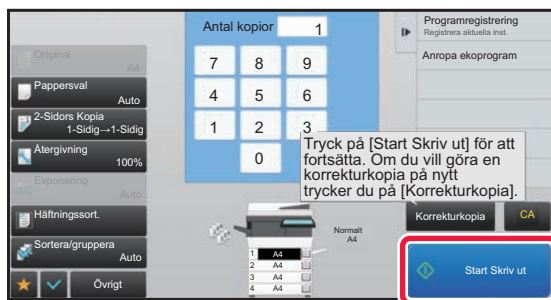 Original
A4
Pappersval
Auto
2-Sidors Kopia
1-Sidig→1-Sidig
Återgivning
100%
Exponering
Auto
Häftningssort.
Sortera/gruppera
Auto
Övrigt
Antal kopior 1
7 8 9
4 5 6
1 2 3
0
Tryck på [Start Skriv ut] för att
fortsätta. Om du vill göra en
korrekturkopia på nytt
trycker du på [Korrekturkopia].
Normalt
A4
1 A4
2 A4
3 A4
4 A4
Programregistrering
Registrera aktuella inst.
Anropa ekoprogram
Korrekturkopia CA
Start Skriv ut